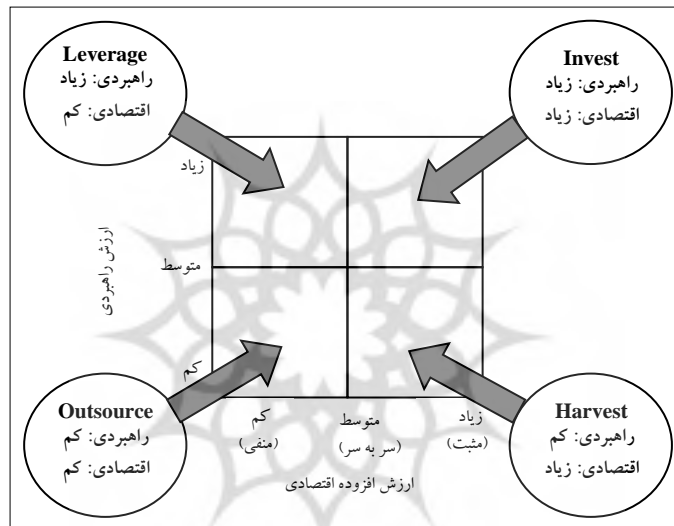 Leverage
راهبردی: زیاد
اقتصادی: کم
Invest
راهبردی: زیاد
اقتصادی: زیاد
زیاد
متوسط
کم
ارزش راهبردی
Outsource
راهبردی: کم
اقتصادی: کم
کم
(منفی)
متوسط
(سر به سر)
زیاد
(مثبت)
ارزش افزوده اقتصادی
Harvest
راهبردی: کم
اقتصادی: زیاد